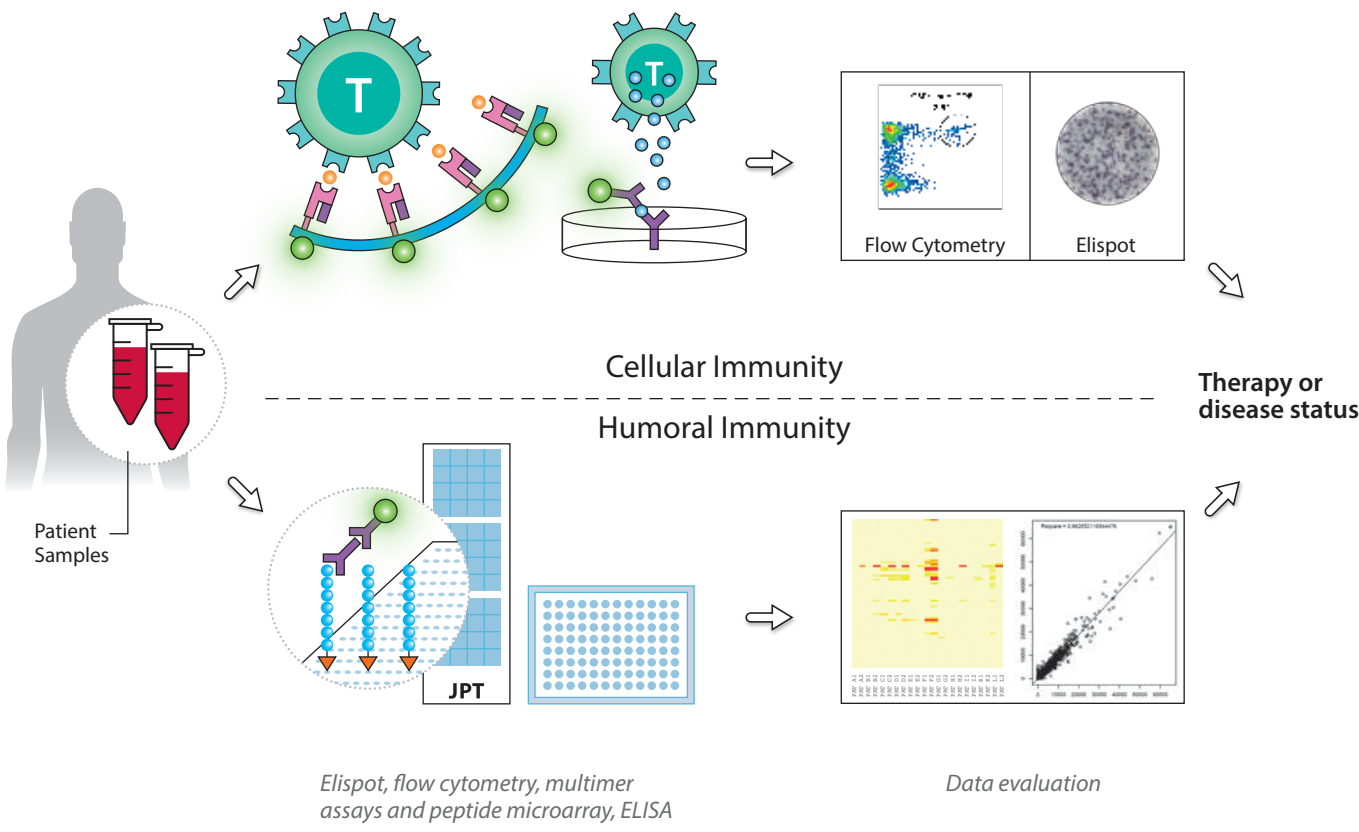 T
T
Flow Cytometry
Elispot
Cellular Immunity
Humoral Immunity
Therapy or
disease status
Patient
Samples
JPT
Elispot, flow cytometry, multimer
assays and peptide microarray, ELISA
Data evaluation